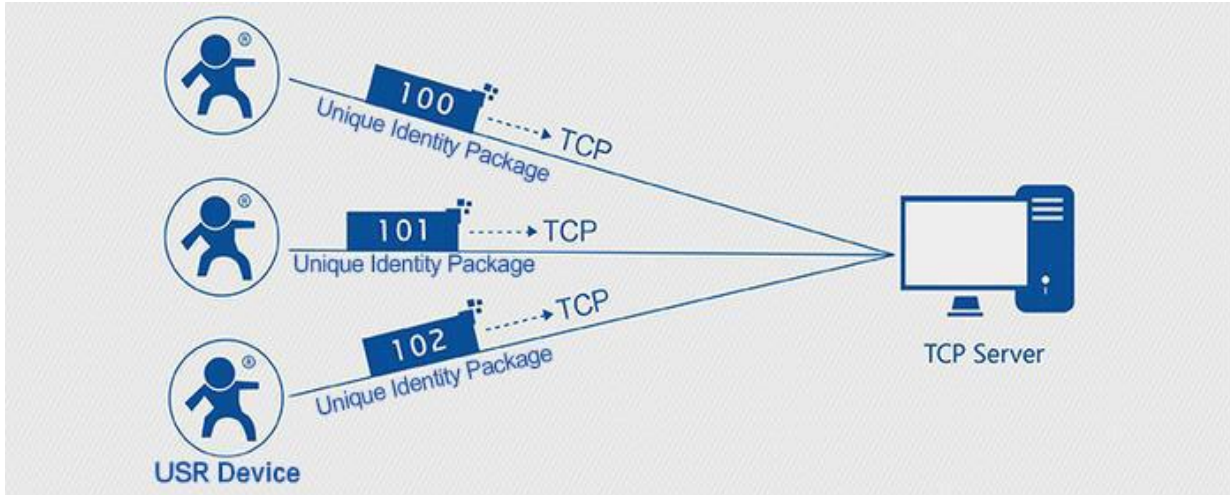 ®
100
TCP
Unique Identity Package
®
101
TCP
Unique Identity Package
TCP Server
®
102
TCP
Unique Identity Package
USR Device